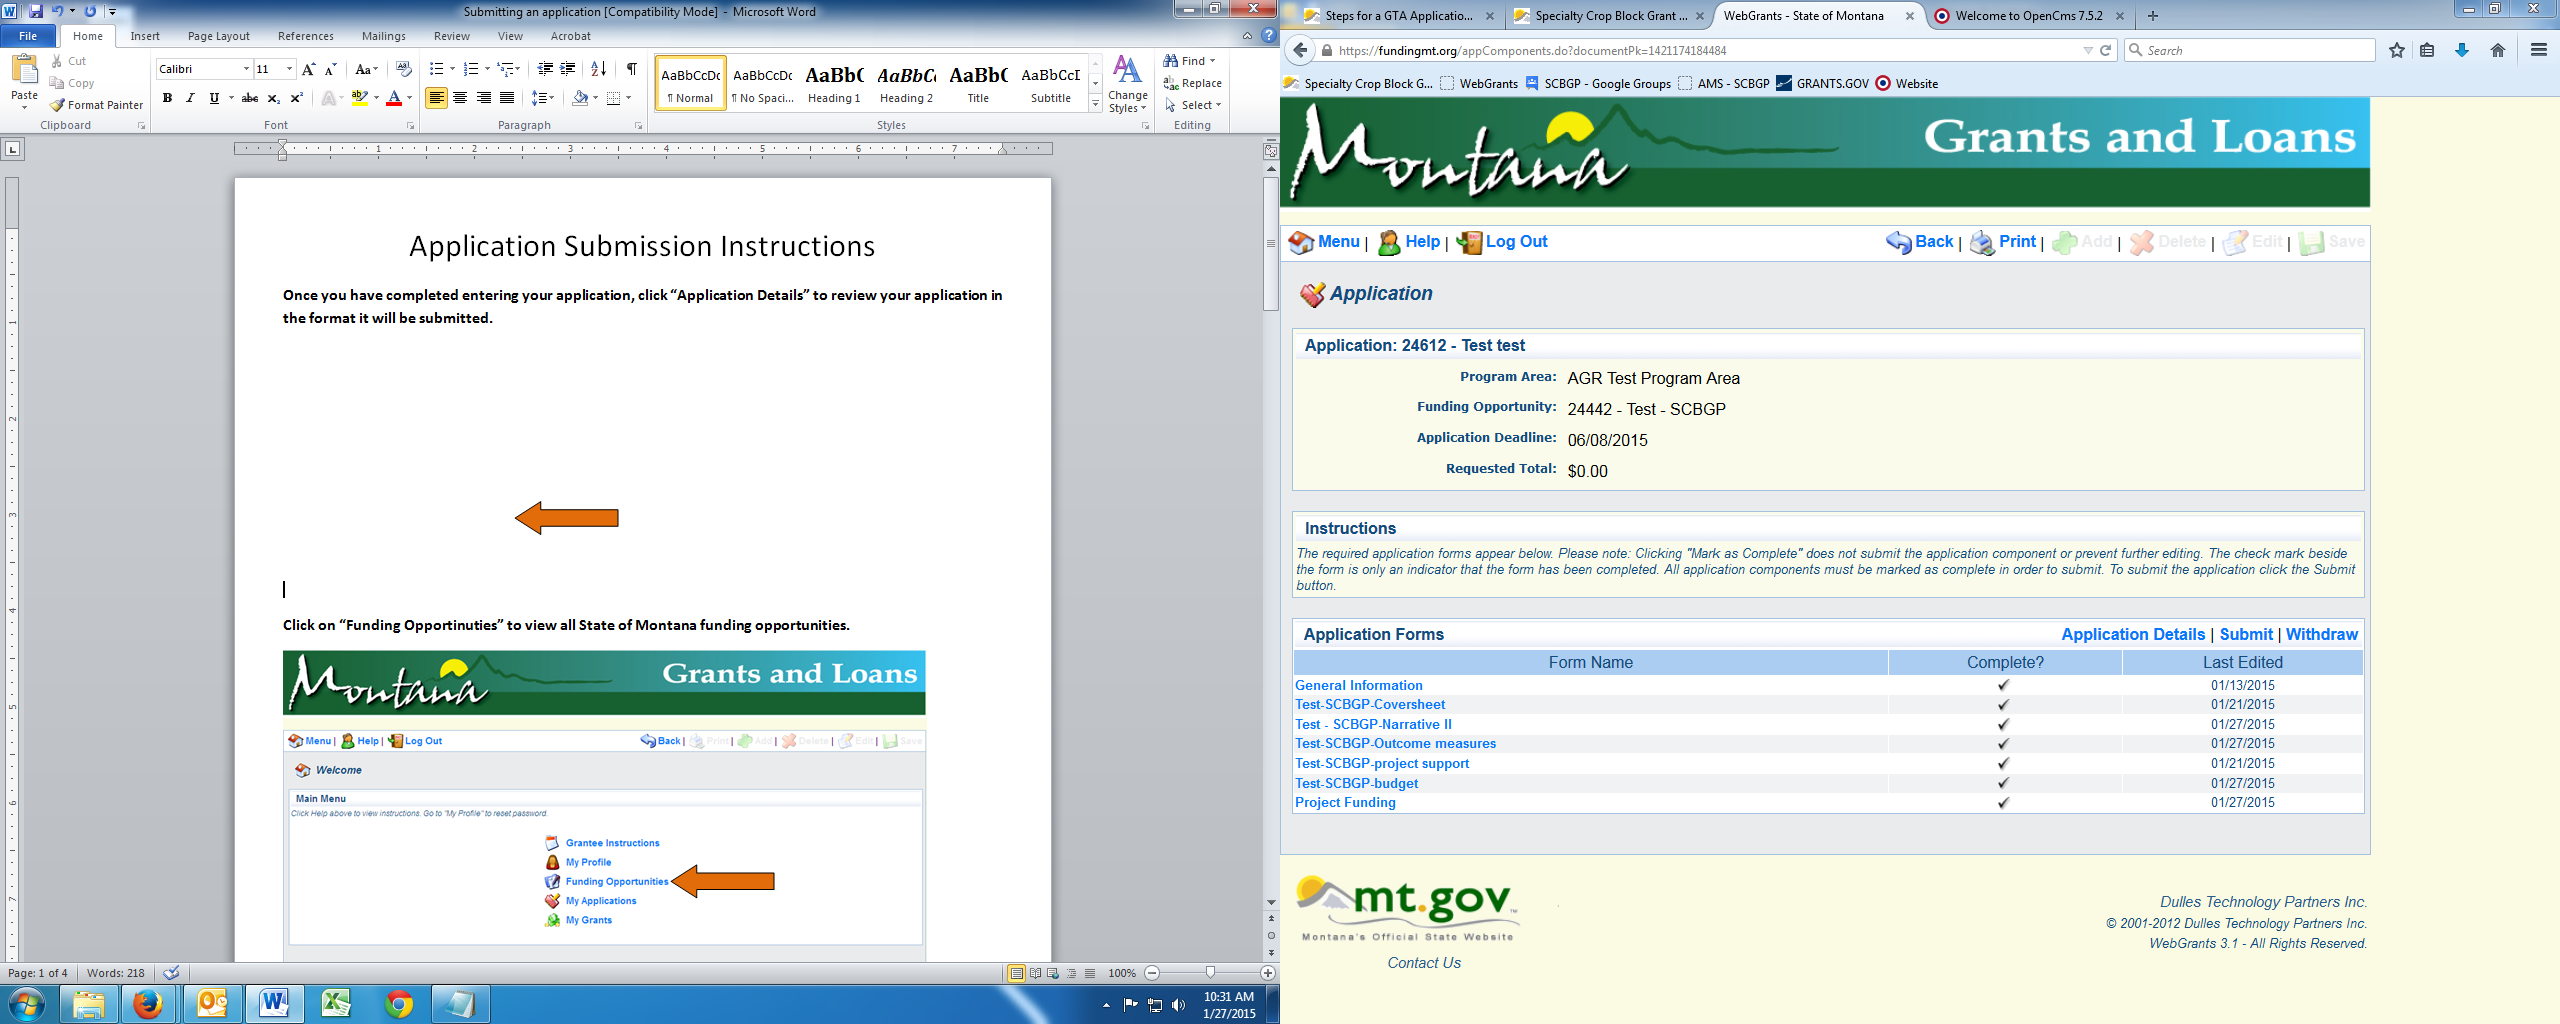 Submitting an application [Compatibility Mode] - Microsoft Word
File Home Insert Page Layout References Mailings Review View Acrobat
Paste
Cut
Copy
Format Painter
Clipboard
Calibri 11
Font
Paragraph
AaBbCcDc AaBbCcDc AaBbC AaBbCc AaBbC AaBbCcI
¶ Normal ¶ No Spaci... Heading 1 Heading 2 Title Subtitle
Change Styles
Styles
Find
Replace
Select
Editing
Application Submission Instructions
Once you have completed entering your application, click “Application Details” to review your application in
the format it will be submitted.
Click on “Funding Opportinuties” to view all State of Montana funding opportunities.
Montana Grants and Loans
Menu | Help | Log Out Back | Print | Add | Delete | Edit | Save
Welcome
Main Menu
Click Help above to view instructions. Go to "My Profile" to reset password.
Grantee Instructions
My Profile
Funding Opportunities
My Applications
My Grants
Page: 1 of 4 Words: 218 100%
10:31 AM
1/27/2015
Steps for a GTA Applicatio... Specialty Crop Block Grant ... WebGrants - State of Montana Welcome to OpenCms 7.5.2
https://fundingmt.org/appComponents.do?documentPk=1421174184484 Search
Specialty Crop Block G... WebGrants SCBGP - Google Groups AMS - SCBGP GRANTS.GOV Website
Montana Grants and Loans
Menu | Help | Log Out Back | Print | Add | Delete | Edit | Save
Application
Application: 24612 - Test test
Program Area: AGR Test Program Area
Funding Opportunity: 24442 - Test - SCBGP
Application Deadline: 06/08/2015
Requested Total: $0.00
Instructions
The required application forms appear below. Please note: Clicking "Mark as Complete" does not submit the application component or prevent further editing. The check mark beside
the form is only an indicator that the form has been completed. All application components must be marked as complete in order to submit. To submit the application click the Submit
button.
Application Forms Application Details | Submit | Withdraw
Form Name Complete? Last Edited
General Information ✓ 01/13/2015
Test-SCBGP-Coversheet ✓ 01/21/2015
Test - SCBGP-Narrative II ✓ 01/27/2015
Test-SCBGP-Outcome measures ✓ 01/27/2015
Test-SCBGP-project support ✓ 01/21/2015
Test-SCBGP-budget ✓ 01/27/2015
Project Funding ✓ 01/27/2015
mt.gov
Montana's Official State Website
Contact Us
Dulles Technology Partners Inc.
© 2001-2012 Dulles Technology Partners Inc.
WebGrants 3.1 - All Rights Reserved.